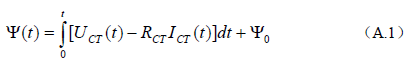 Ψ(t) = ∫₀ᵗ [U_CT(t) − R_CT I_CT(t)]dt + Ψ₀ （A.1）